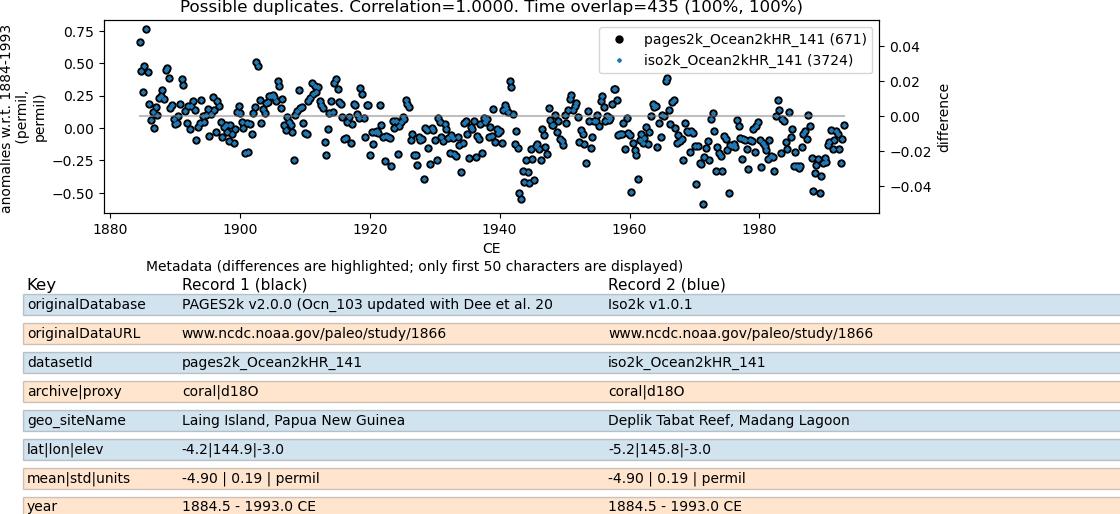 Possible duplicates. Correlation=1.0000. Time overlap=435 (100%, 100%)
anomalies w.r.t. 1884-1993
(permil,
permil)
0.75
0.50
0.25
0.00
−0.25
−0.50
pages2k_Ocean2kHR_141 (671)
iso2k_Ocean2kHR_141 (3724)
0.04
0.02
0.00
−0.02
−0.04
difference
1880 1900 1920 1940 1960 1980
CE
Metadata (differences are highlighted; only first 50 characters are displayed)
Key Record 1 (black) Record 2 (blue)
originalDatabase PAGES2k v2.0.0 (Ocn_103 updated with Dee et al. 20 Iso2k v1.0.1
originalDataURL www.ncdc.noaa.gov/paleo/study/1866 www.ncdc.noaa.gov/paleo/study/1866
datasetId pages2k_Ocean2kHR_141 iso2k_Ocean2kHR_141
archive|proxy coral|d18O coral|d18O
geo_siteName Laing Island, Papua New Guinea Deplik Tabat Reef, Madang Lagoon
lat|lon|elev -4.2|144.9|-3.0 -5.2|145.8|-3.0
mean|std|units -4.90 | 0.19 | permil -4.90 | 0.19 | permil
year 1884.5 - 1993.0 CE 1884.5 - 1993.0 CE